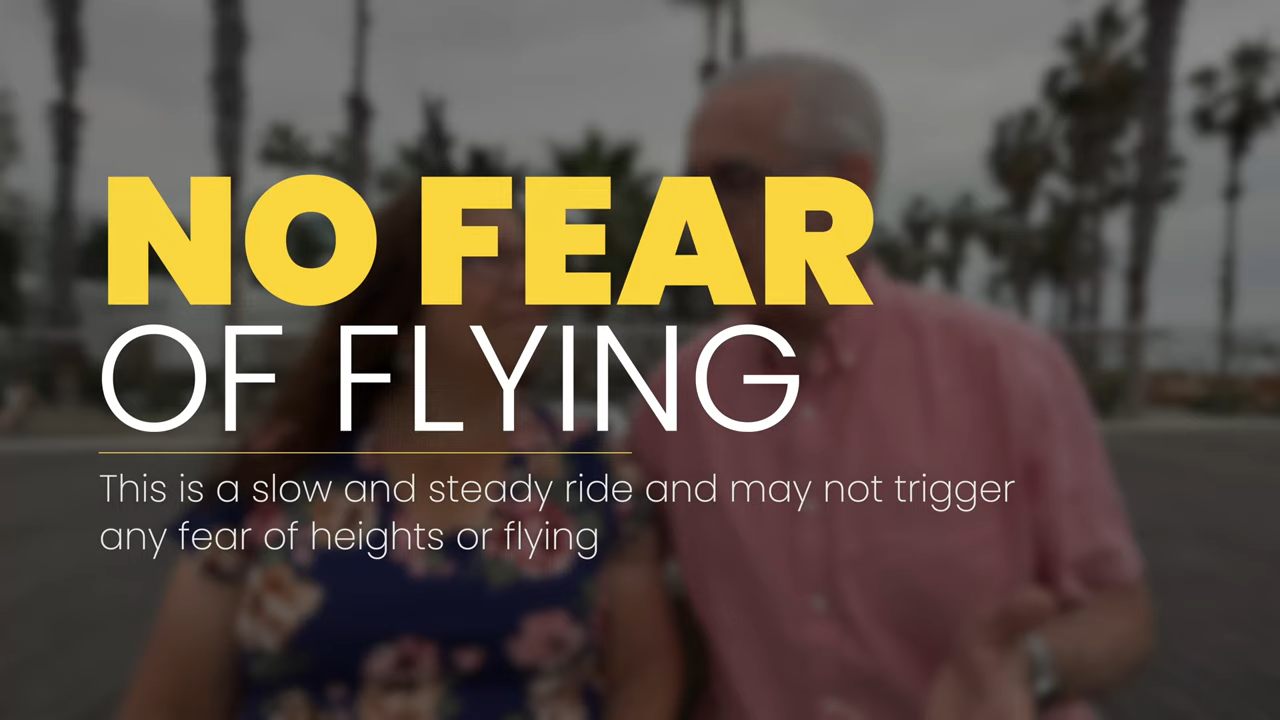 NO FEAR
OF FLYING
This is a slow and steady ride and may not trigger
any fear of heights or flying